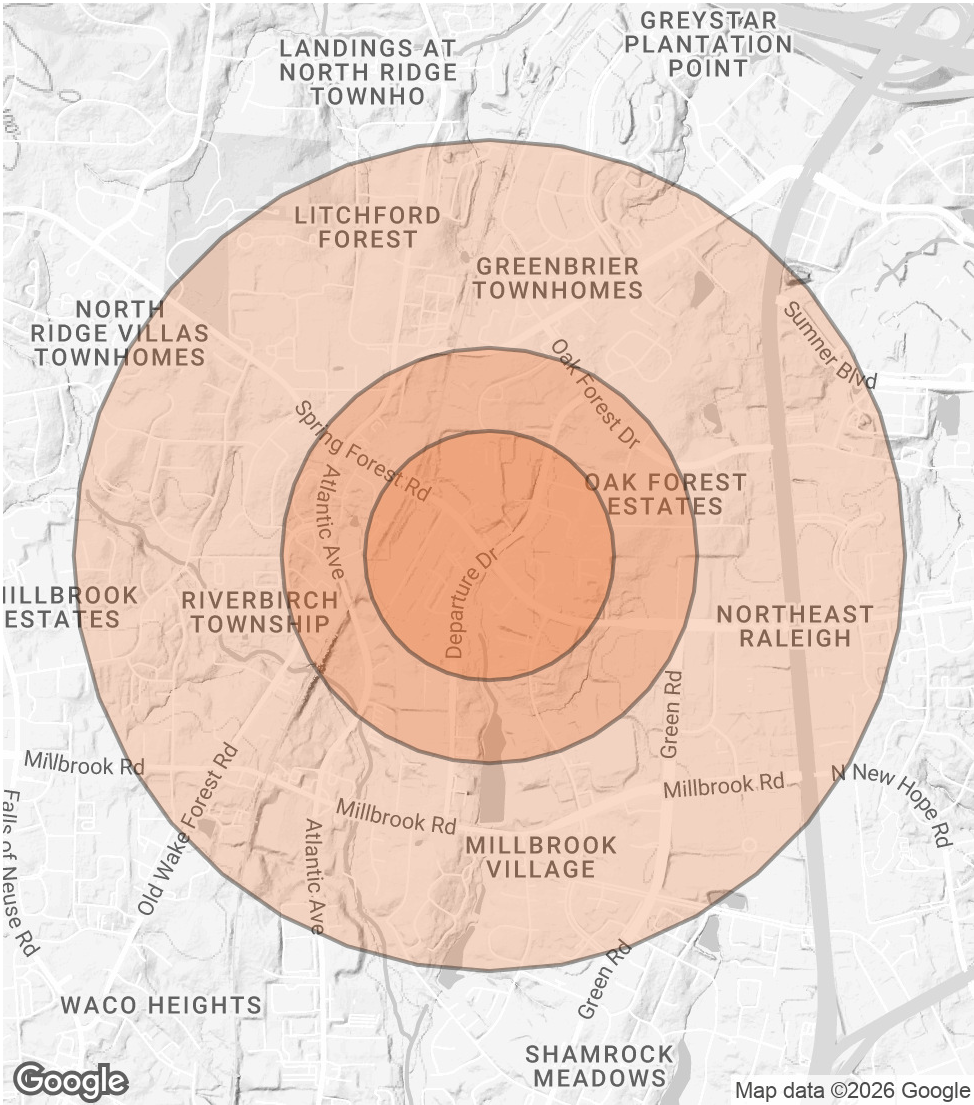 GREYSTAR
PLANTATION
POINT
LANDINGS AT
NORTH RIDGE
TOWNHO
LITCHFORD
FOREST
GREENBRIER
TOWNHOMES
NORTH
RIDGE VILLAS
TOWNHOMES
Sumner Blvd
Oak Forest Dr
Spring Forest Rd
Atlantic Ave
OAK FOREST
ESTATES
Departure Dr
MILLBROOK
ESTATES
RIVERBIRCH
TOWNSHIP
NORTHEAST
RALEIGH
Green Rd
Millbrook Rd
Old Wake Forest Rd
Millbrook Rd
Millbrook Rd
N New Hope Rd
Falls of Neuse Rd
Atlantic Ave
MILLBROOK
VILLAGE
Green Rd
WACO HEIGHTS
SHAMROCK
MEADOWS
Google
Map data ©2026 Google